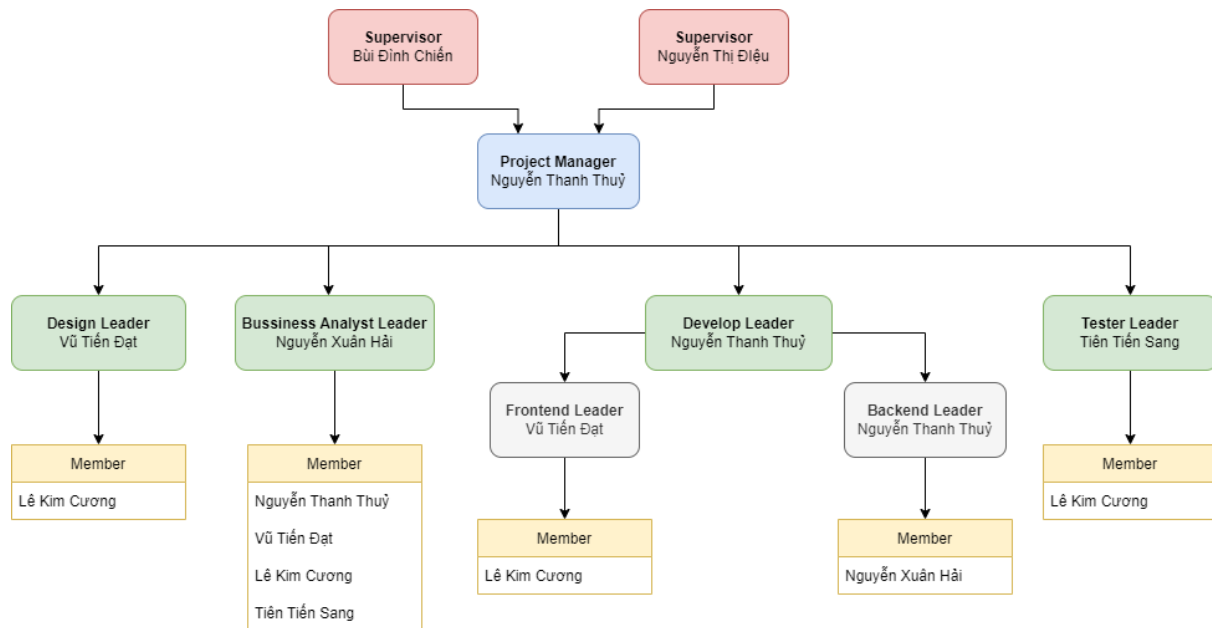 Supervisor
Bùi Đình Chiến
Supervisor
Nguyễn Thị ĐIệu
Project Manager
Nguyễn Thanh Thuỷ
Design Leader
Vũ Tiến Đạt
Bussiness Analyst Leader
Nguyễn Xuân Hải
Develop Leader
Nguyễn Thanh Thuỷ
Tester Leader
Tiên Tiến Sang
Frontend Leader
Vũ Tiến Đạt
Backend Leader
Nguyễn Thanh Thuỷ
Member
Lê Kim Cương
Member
Nguyễn Thanh Thuỷ
Vũ Tiến Đạt
Lê Kim Cương
Tiên Tiến Sang
Member
Lê Kim Cương
Member
Nguyễn Xuân Hải
Member
Lê Kim Cương